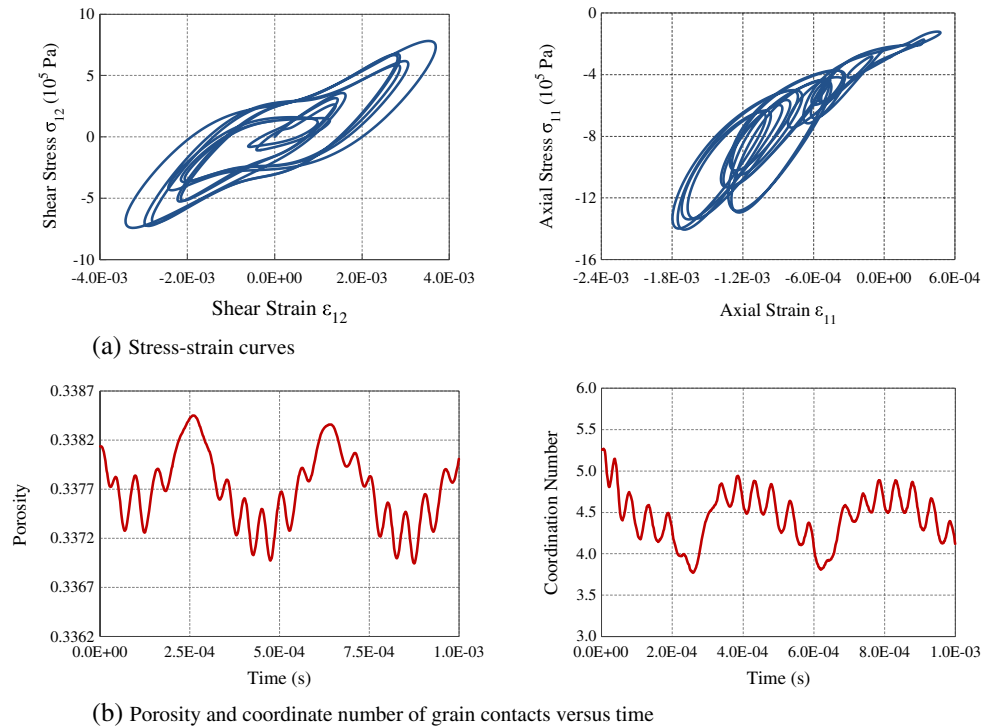 10
5
0
-5
-10
-4.0E-03
-2.0E-03
0.0E+00
2.0E-03
4.0E-03
Shear Stress σ12 (10^5 Pa)
Shear Strain ε12
0
-4
-8
-12
-16
-2.4E-03
-1.8E-03
-1.2E-03
-6.0E-04
0.0E+00
6.0E-04
Axial Stress σ11 (10^5 Pa)
Axial Strain ε11
(a) Stress-strain curves
0.3387
0.3382
0.3377
0.3372
0.3367
0.3362
0.0E+00
2.5E-04
5.0E-04
7.5E-04
1.0E-03
Porosity
Time (s)
6.0
5.5
5.0
4.5
4.0
3.5
3.0
0.0E+00
2.0E-04
4.0E-04
6.0E-04
8.0E-04
1.0E-03
Coordination Number
Time (s)
(b) Porosity and coordinate number of grain contacts versus time